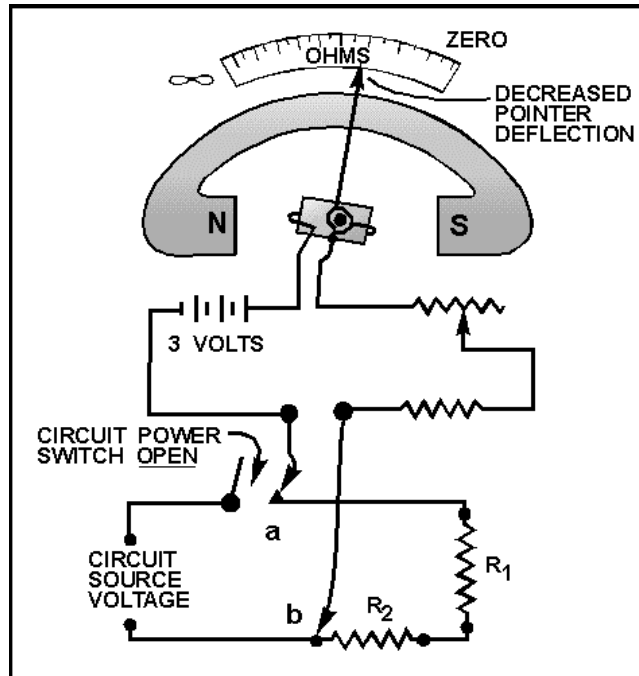 ZERO
OHMS
∞
DECREASED
POINTER
DEFLECTION
N
S
3 VOLTS
CIRCUIT POWER
SWITCH OPEN
a
CIRCUIT
SOURCE
VOLTAGE
R1
b
R2